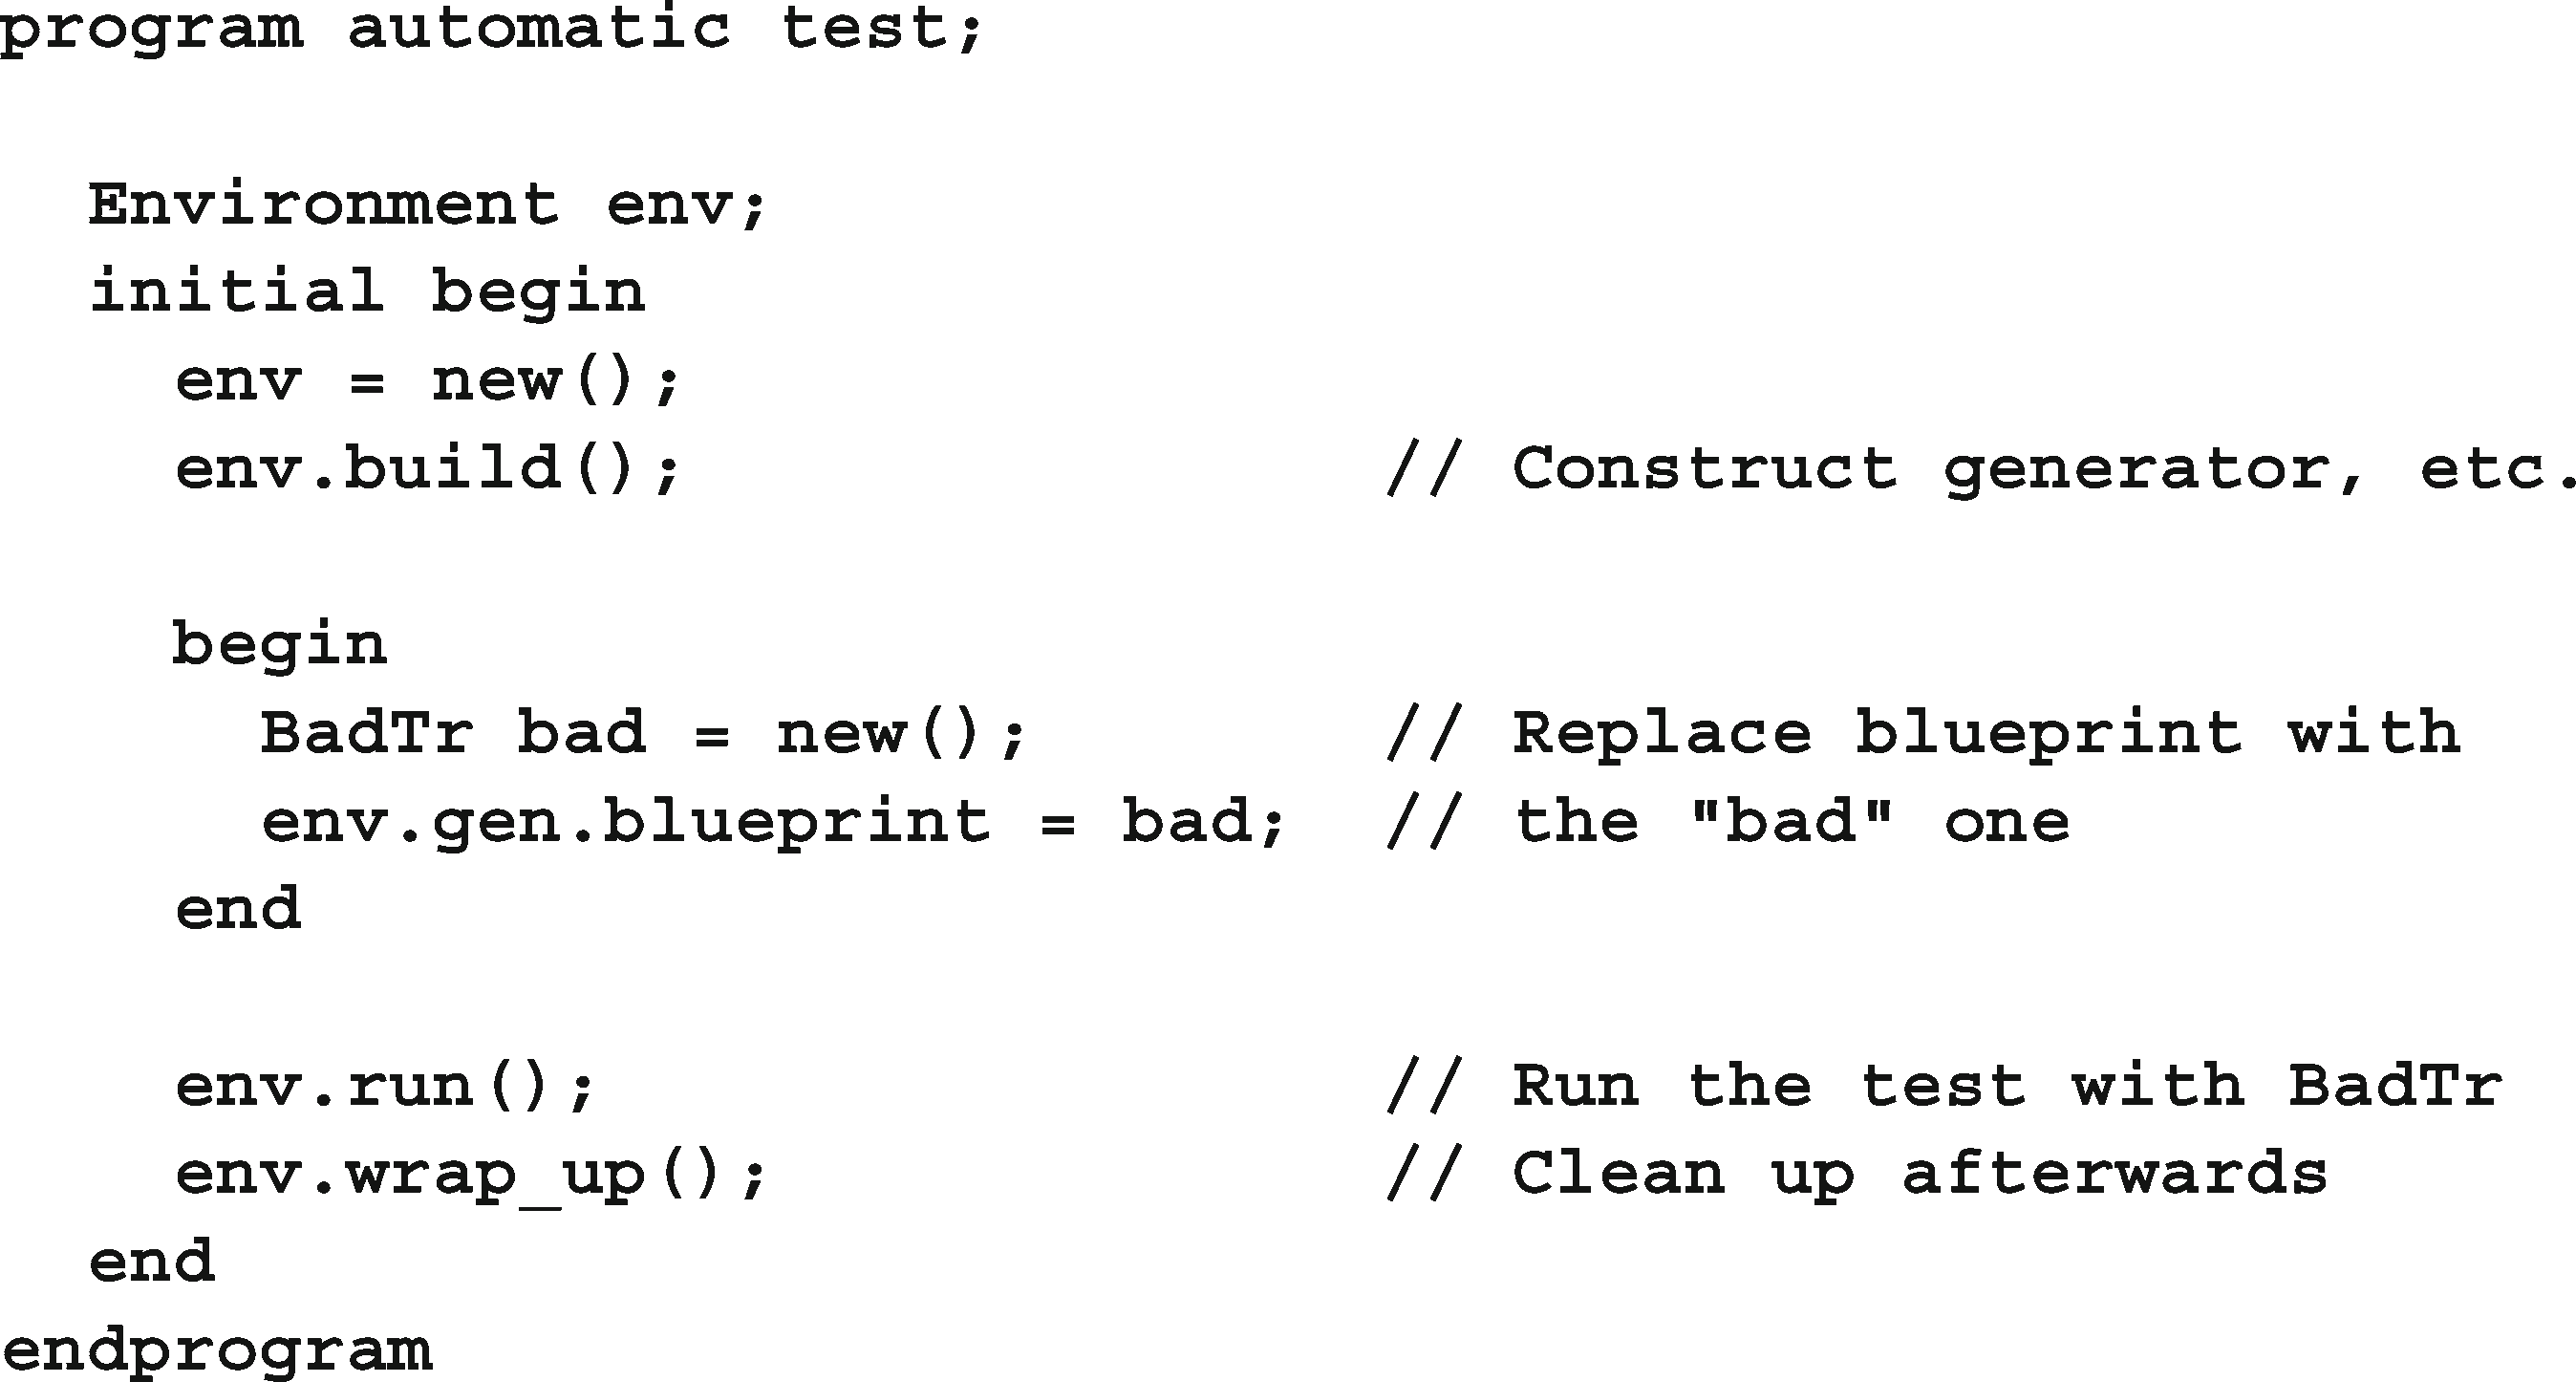 program automatic test;
Environment env;
initial begin
env = new();
env.build(); // Construct generator, etc.
begin
BadTr bad = new(); // Replace blueprint with
env.gen.blueprint = bad; // the "bad" one
end
env.run(); // Run the test with BadTr
env.wrap_up(); // Clean up afterwards
end
endprogram